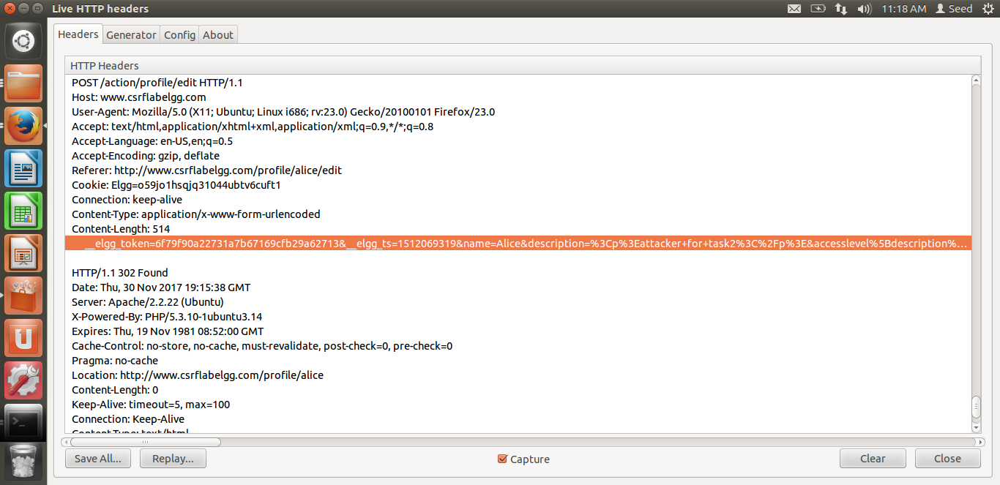 Live HTTP headers
11:18 AM Seed
Headers Generator Config About
HTTP Headers
POST /action/profile/edit HTTP/1.1
Host: www.csrflabelgg.com
User-Agent: Mozilla/5.0 (X11; Ubuntu; Linux i686; rv:23.0) Gecko/20100101 Firefox/23.0
Accept: text/html,application/xhtml+xml,application/xml;q=0.9,*/*;q=0.8
Accept-Language: en-US,en;q=0.5
Accept-Encoding: gzip, deflate
Referer: http://www.csrflabelgg.com/profile/alice/edit
Cookie: Elgg=o59jo1hsqjq31044ubtv6cuft1
Connection: keep-alive
Content-Type: application/x-www-form-urlencoded
Content-Length: 514
__elgg_token=6f79f90a22731a7b67169cfb29a62713&__elgg_ts=1512069319&name=Alice&description=%3Cp%3Eattacker+for+task2%3C%2Fp%3E&accesslevel%5Bdescription%...
HTTP/1.1 302 Found
Date: Thu, 30 Nov 2017 19:15:38 GMT
Server: Apache/2.2.22 (Ubuntu)
X-Powered-By: PHP/5.3.10-1ubuntu3.14
Expires: Thu, 19 Nov 1981 08:52:00 GMT
Cache-Control: no-store, no-cache, must-revalidate, post-check=0, pre-check=0
Pragma: no-cache
Location: http://www.csrflabelgg.com/profile/alice
Content-Length: 0
Keep-Alive: timeout=5, max=100
Connection: Keep-Alive
Content-Type: text/html
Save All... Replay... Capture Clear Close